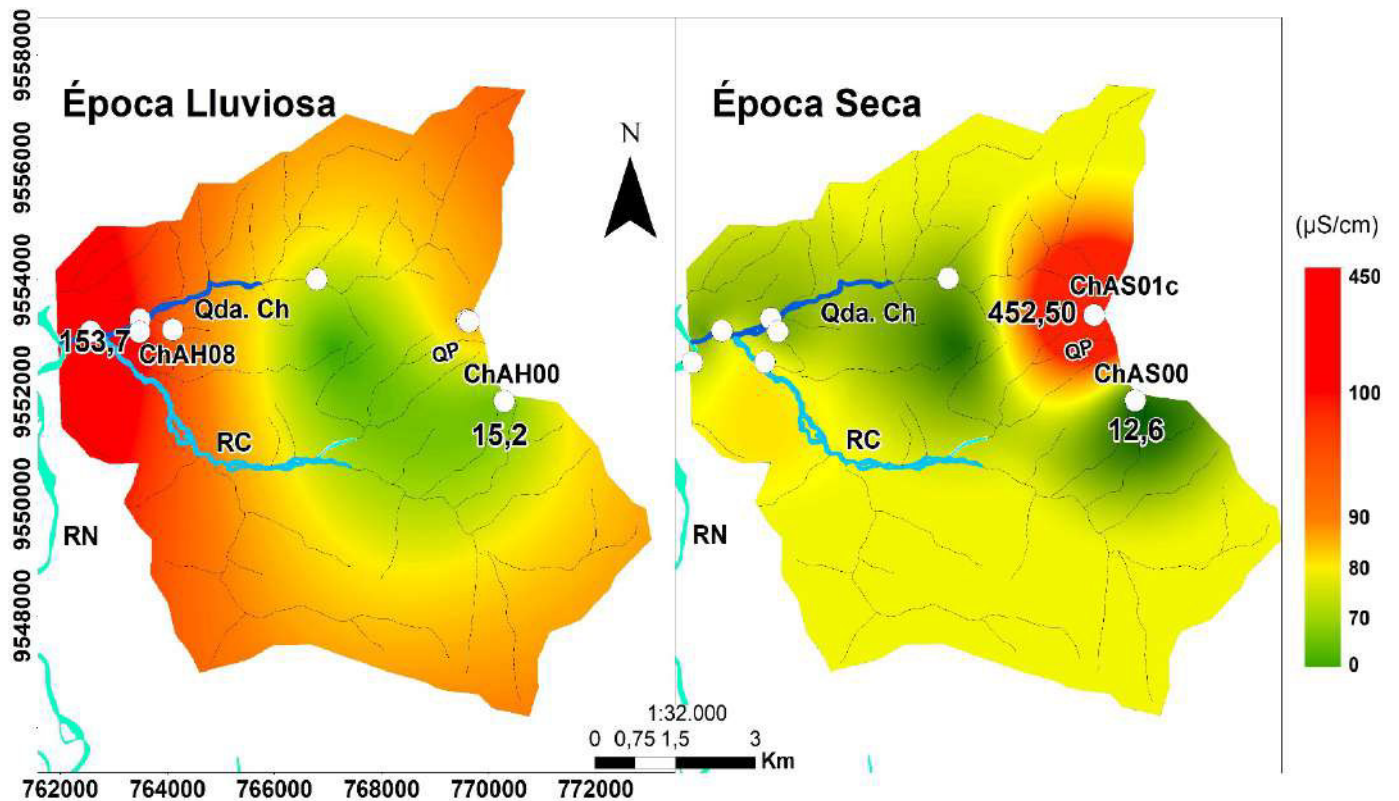 Época Lluviosa
Época Seca
N
(µS/cm)
450
100
90
80
70
0
9558000
9556000
9554000
9552000
9550000
9548000
Qda. Ch
153,7
ChAH08
QP
ChAH00
15,2
RC
RN
ChAS01c
452,50
Qda. Ch
QP
ChAS00
12,6
RC
RN
1:32.000
0 0,75 1,5 3
Km
762000 764000 766000 768000 770000 772000